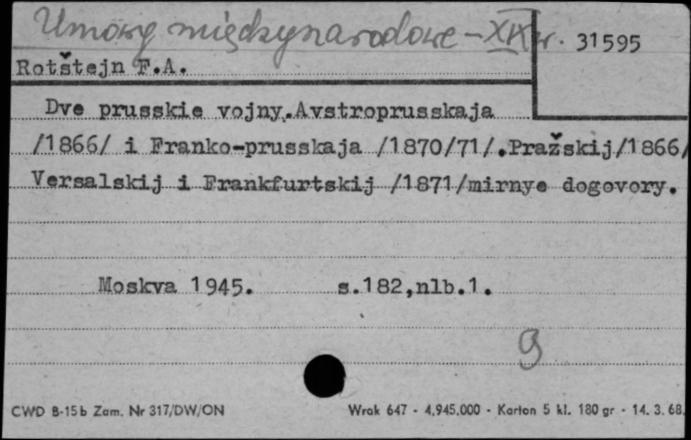 Umowy międzynarodowe - XIX w.
31595
Rotštejn F.A.
Dve prusskie vojny.Avstroprusskaja
/1866/ i Franko-prusskaja /1870/71/.Pražskij/1866/
Versalskij i Frankfurtskij /1871/mirnye dogovory.
Moskva 1945. s.182,nlb.1.
9
CWD B-15b Zam. Nr 317/DW/ON Wrak 647 - 4.945.000 - Karton 5 kl. 180 gr - 14. 3. 68.